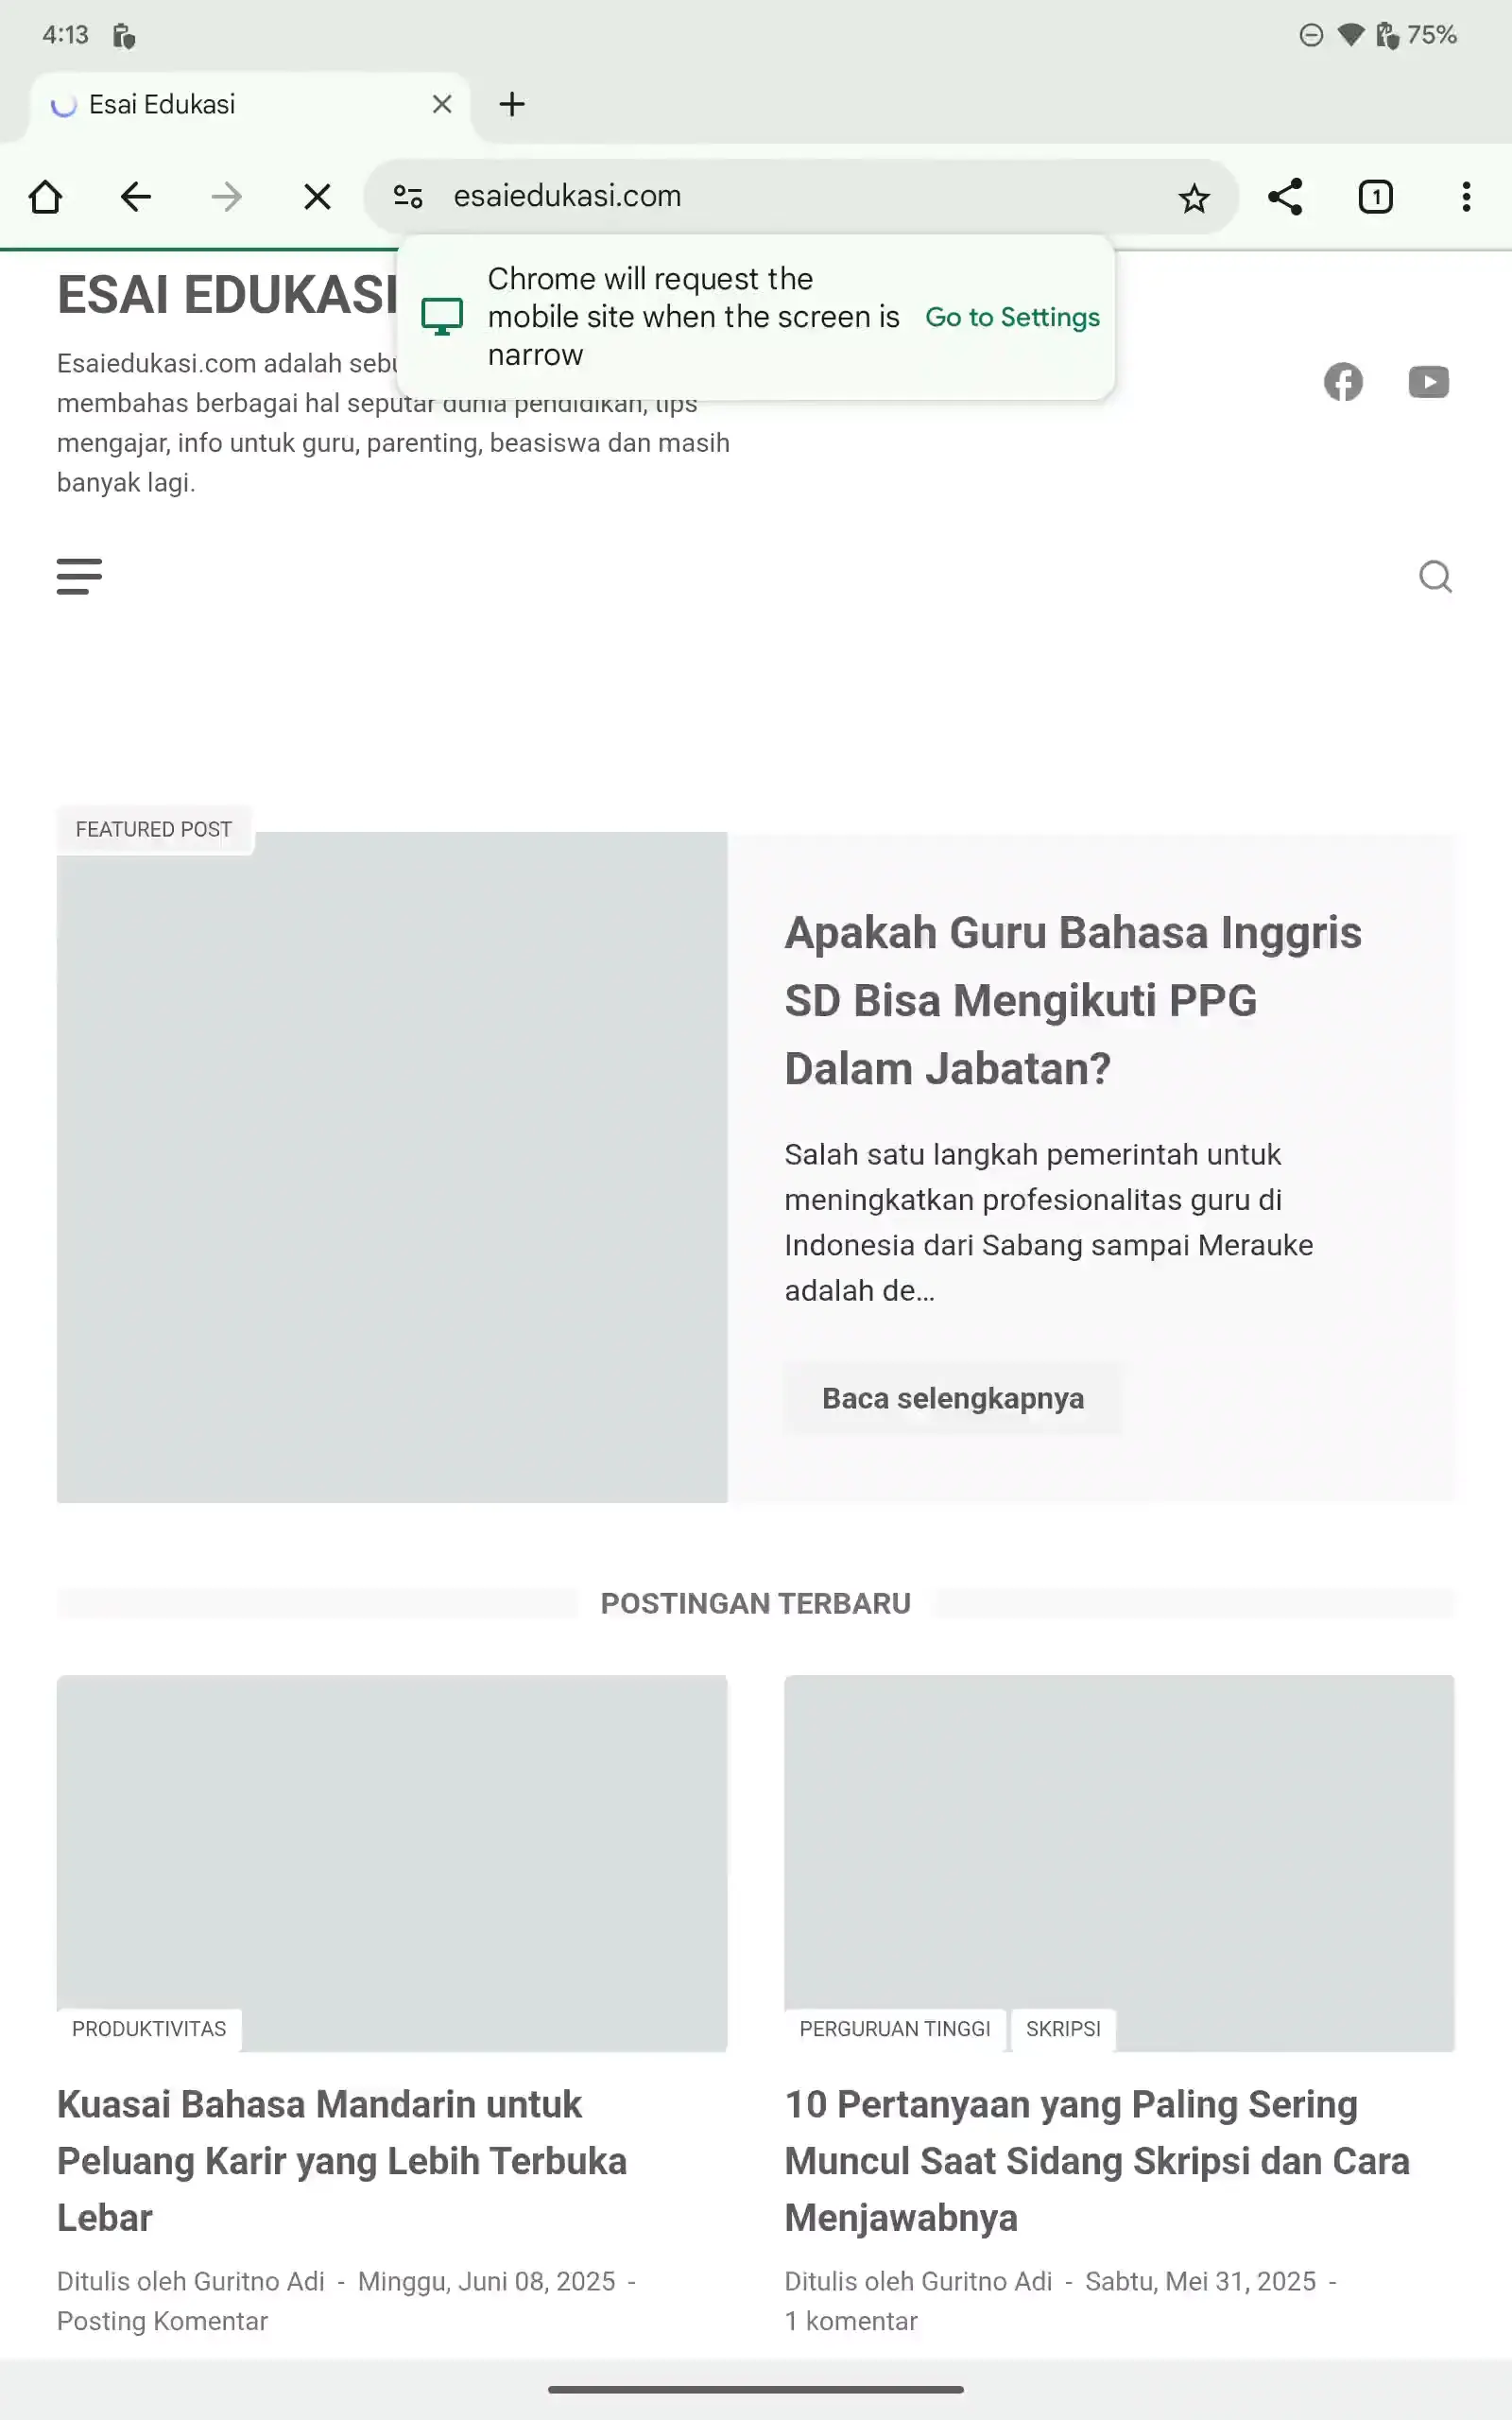 4:13
75%
Esai Edukasi
esaiedukasi.com
1
Chrome will request the
mobile site when the screen is
narrow
Go to Settings
ESAI EDUKASI
Esaiedukasi.com adalah
membahas berbagai hal seputar dunia pendidikan, tips
mengajar, info untuk guru, parenting, beasiswa dan masih
banyak lagi.
FEATURED POST
Apakah Guru Bahasa Inggris
SD Bisa Mengikuti PPG
Dalam Jabatan?
Salah satu langkah pemerintah untuk
meningkatkan profesionalitas guru di
Indonesia dari Sabang sampai Merauke
adalah de...
Baca selengkapnya
POSTINGAN TERBARU
PRODUKTIVITAS
Kuasai Bahasa Mandarin untuk
Peluang Karir yang Lebih Terbuka
Lebar
Ditulis oleh Guritno Adi - Minggu, Juni 08, 2025 -
Posting Komentar
PERGURUAN TINGGI
SKRIPSI
10 Pertanyaan yang Paling Sering
Muncul Saat Sidang Skripsi dan Cara
Menjawabnya
Ditulis oleh Guritno Adi - Sabtu, Mei 31, 2025 -
1 komentar